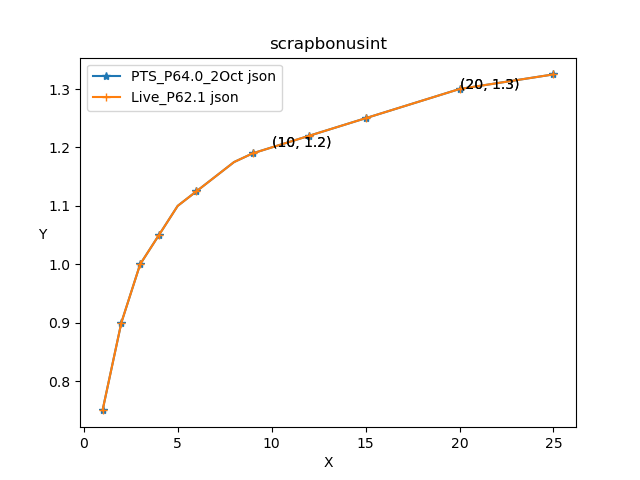 scrapbonusint
PTS_P64.0_2Oct json
Live_P62.1 json
(20, 1.3)
(10, 1.2)
1.3
1.2
1.1
1.0
0.9
0.8
Y
0 5 10 15 20 25
X